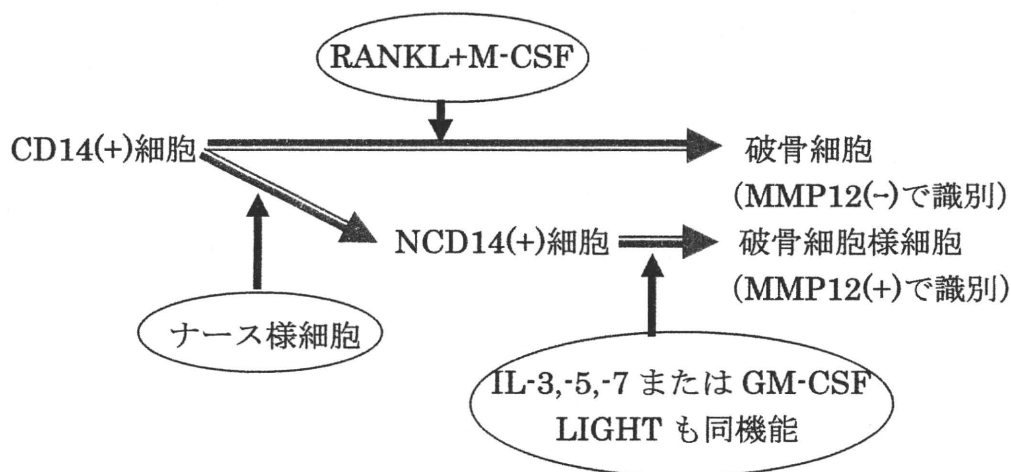 RANKL+M-CSF
CD14(+)細胞
破骨細胞
(MMP12(-)で識別)
NCD14(+)細胞
破骨細胞様細胞
(MMP12(+)で識別)
ナース様細胞
IL-3,-5,-7 または GM-CSF
LIGHT も同機能